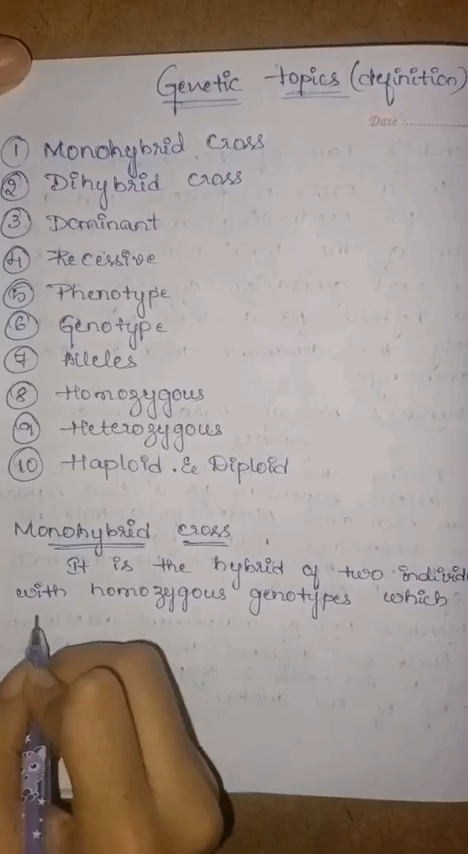 Genetic topics (definition)
Date :
① Monohybrid cross
② Dihybrid cross
③ Dominant
④ Recessive
⑤ Phenotype
⑥ Genotype
⑦ Alleles
⑧ Homozygous
⑨ Heterozygous
⑩ Haploid & Diploid
Monohybrid cross
It is the hybrid of two individ
with homozygous genotypes which